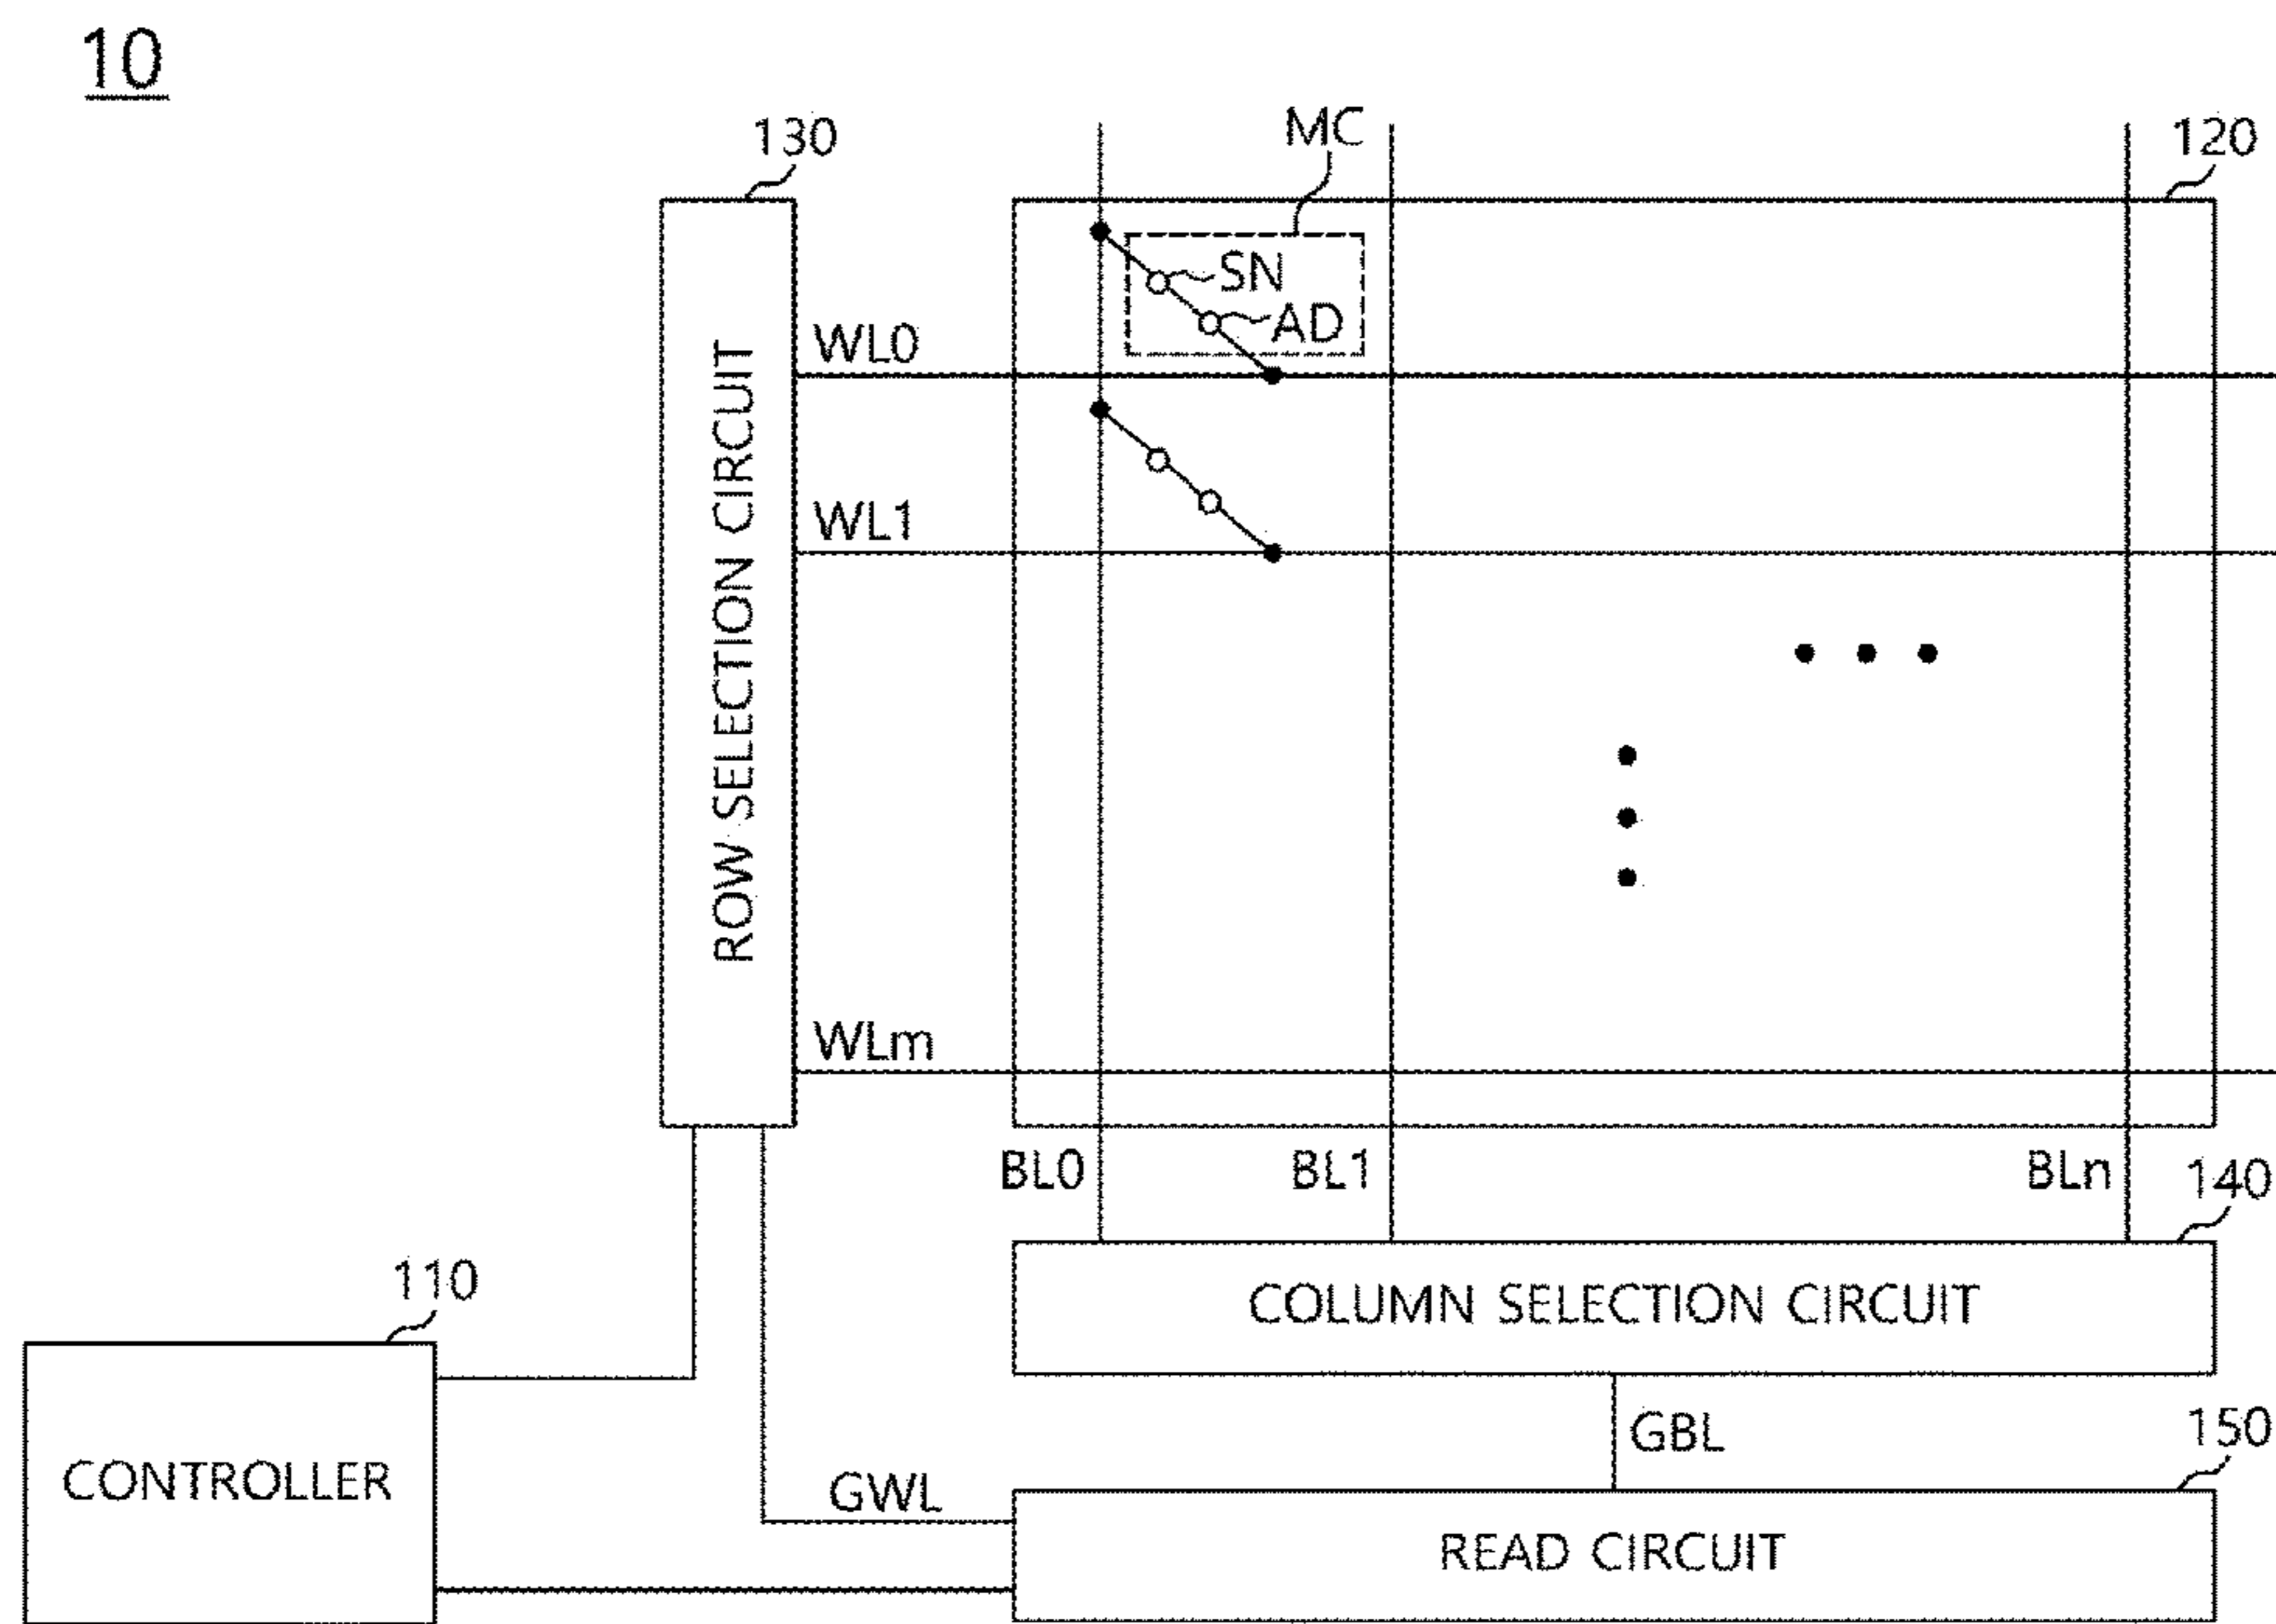 10
130
MC
120
SN
AD
WL0
WL1
ROW SELECTION CIRCUIT
WLm
BL0
BL1
BLn
140
110
COLUMN SELECTION CIRCUIT
GBL
150
CONTROLLER
GWL
READ CIRCUIT